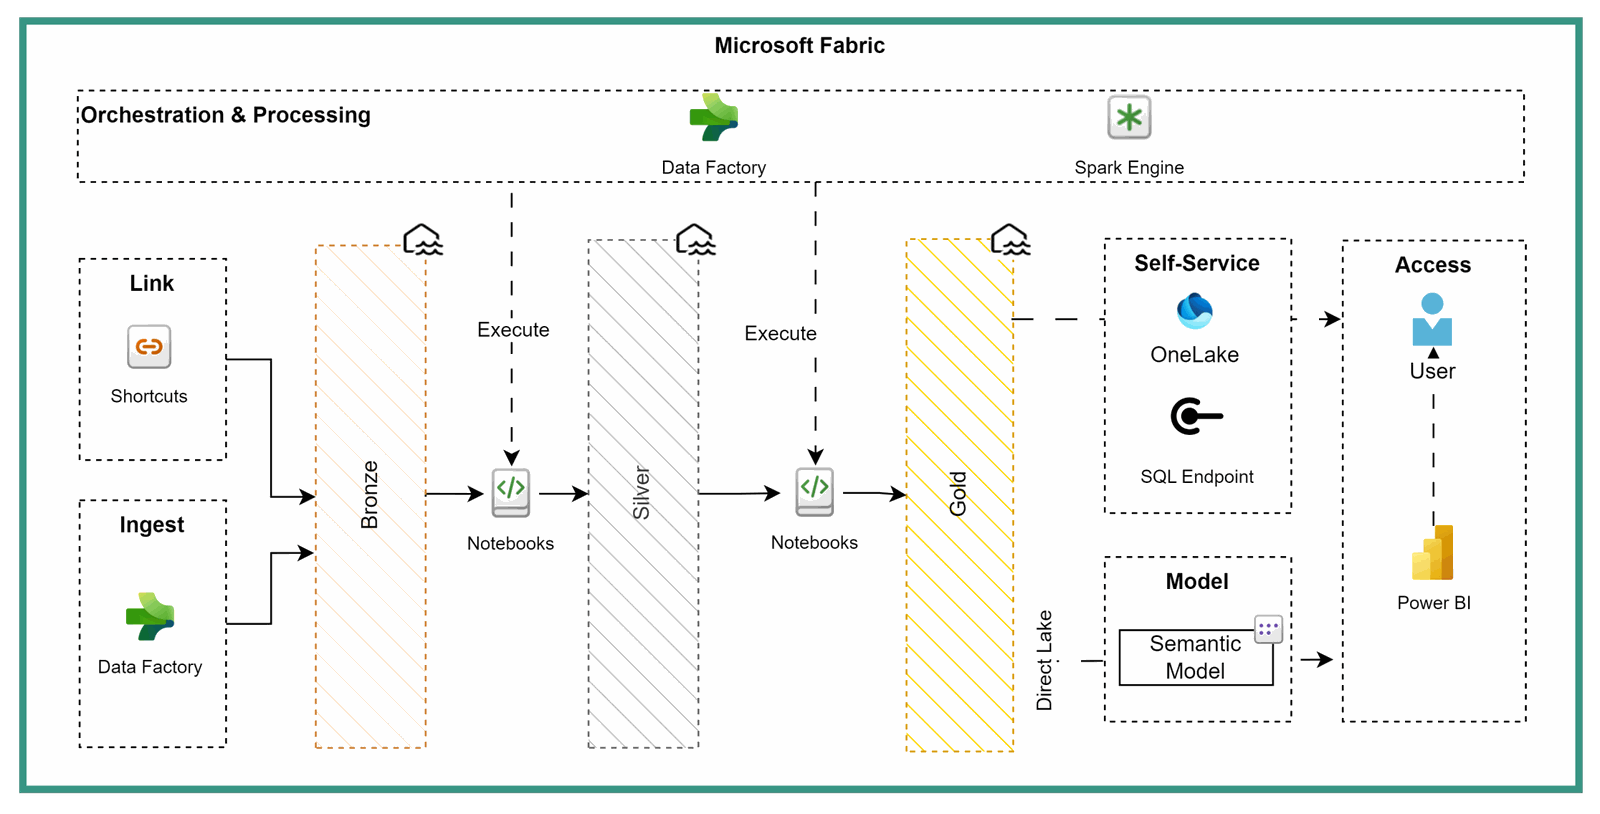 Microsoft Fabric
Orchestration & Processing
Data Factory
Spark Engine
Link
Shortcuts
Ingest
Data Factory
Bronze
Execute
Notebooks
Silver
Execute
Notebooks
Gold
Direct Lake
Self-Service
OneLake
SQL Endpoint
Model
Semantic
Model
Access
User
Power BI